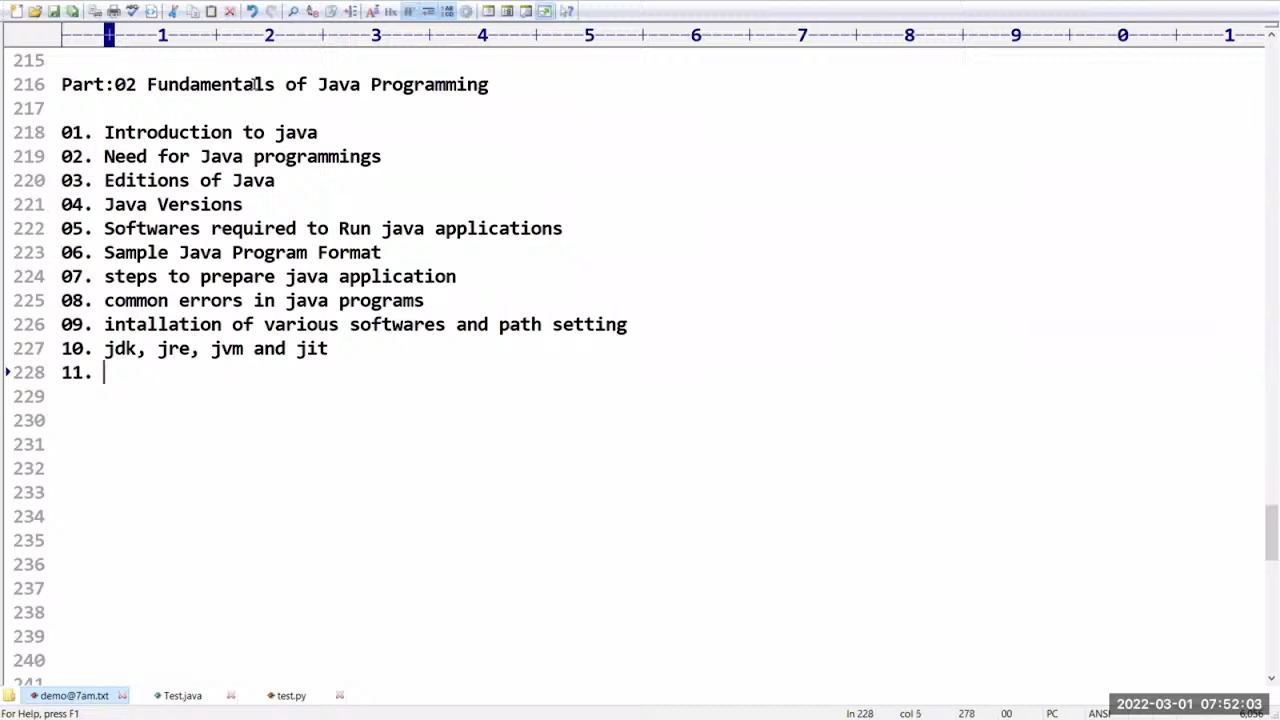 1 2 3 4 5 6 7 8 9 0 1
215
216 Part:02 Fundamentals of Java Programming
217
218 01. Introduction to java
219 02. Need for Java programmings
220 03. Editions of Java
221 04. Java Versions
222 05. Softwares required to Run java applications
223 06. Sample Java Program Format
224 07. steps to prepare java application
225 08. common errors in java programs
226 09. intallation of various softwares and path setting
227 10. jdk, jre, jvm and jit
228 11.
229
230
231
232
233
234
235
236
237
238
239
240
241
demo@7am.txt Test.java test.py
2022-03-01 07:52:03
For Help, press F1 ln 228 col 5 278 00 PC ANSI